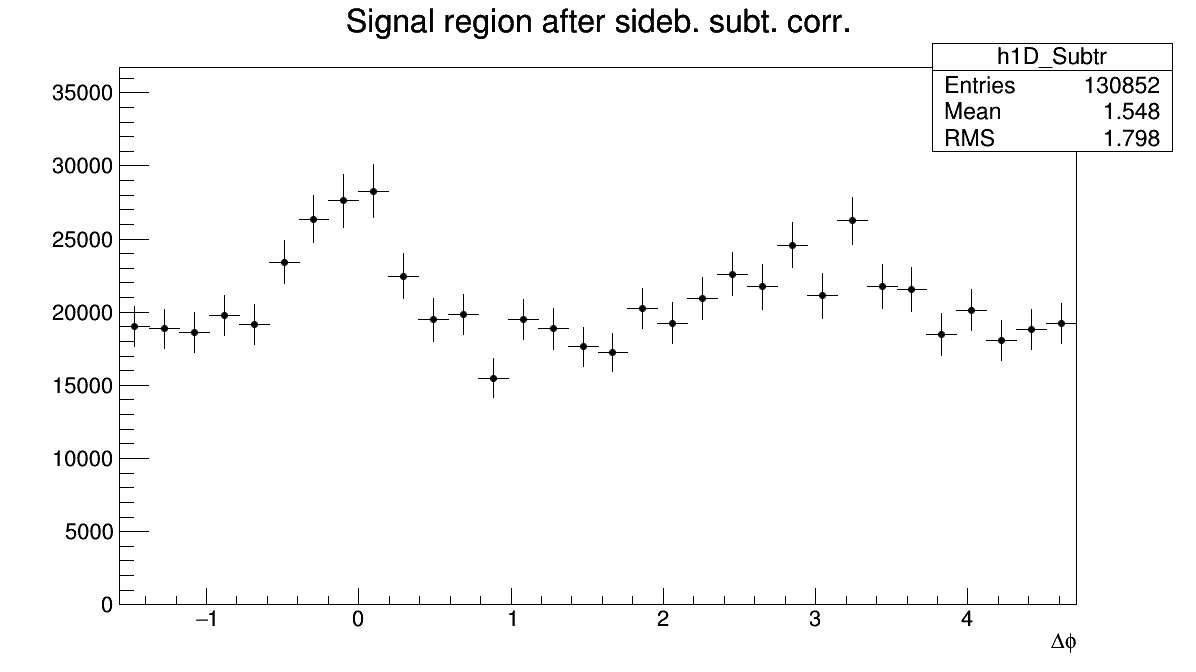 Signal region after sideb. subt. corr.
h1D_Subtr
Entries 130852
Mean 1.548
RMS 1.798
35000
30000
25000
20000
15000
10000
5000
0
−1 0 1 2 3 4
Δϕ